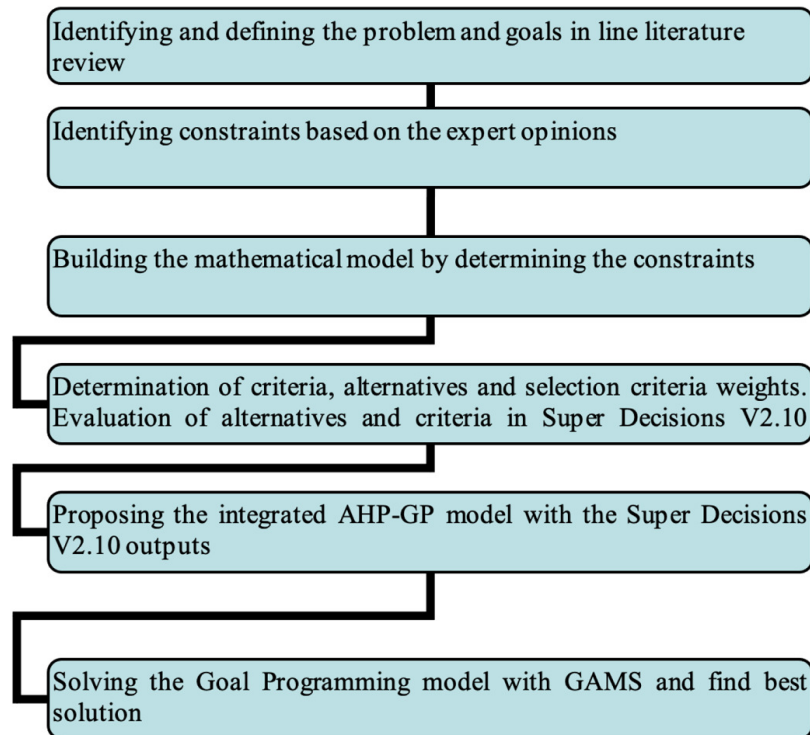 Identifying and defining the problem and goals in line literature
review
Identifying constraints based on the expert opinions
Building the mathematical model by determining the constraints
Determination of criteria, alternatives and selection criteria weights.
Evaluation of alternatives and criteria in Super Decisions V2.10
Proposing the integrated AHP-GP model with the Super Decisions
V2.10 outputs
Solving the Goal Programming model with GAMS and find best
solution